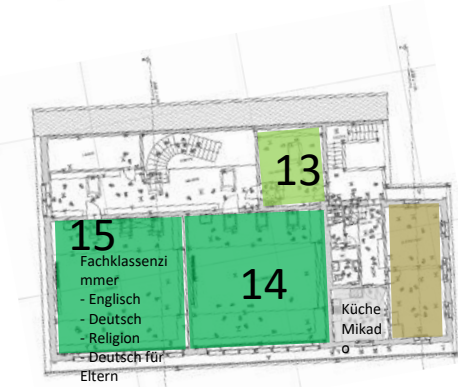 13
15
Fachklassenzi
mmer
- Englisch
- Deutsch
- Religion
- Deutsch für
Eltern
14
Küche
Mikad
o